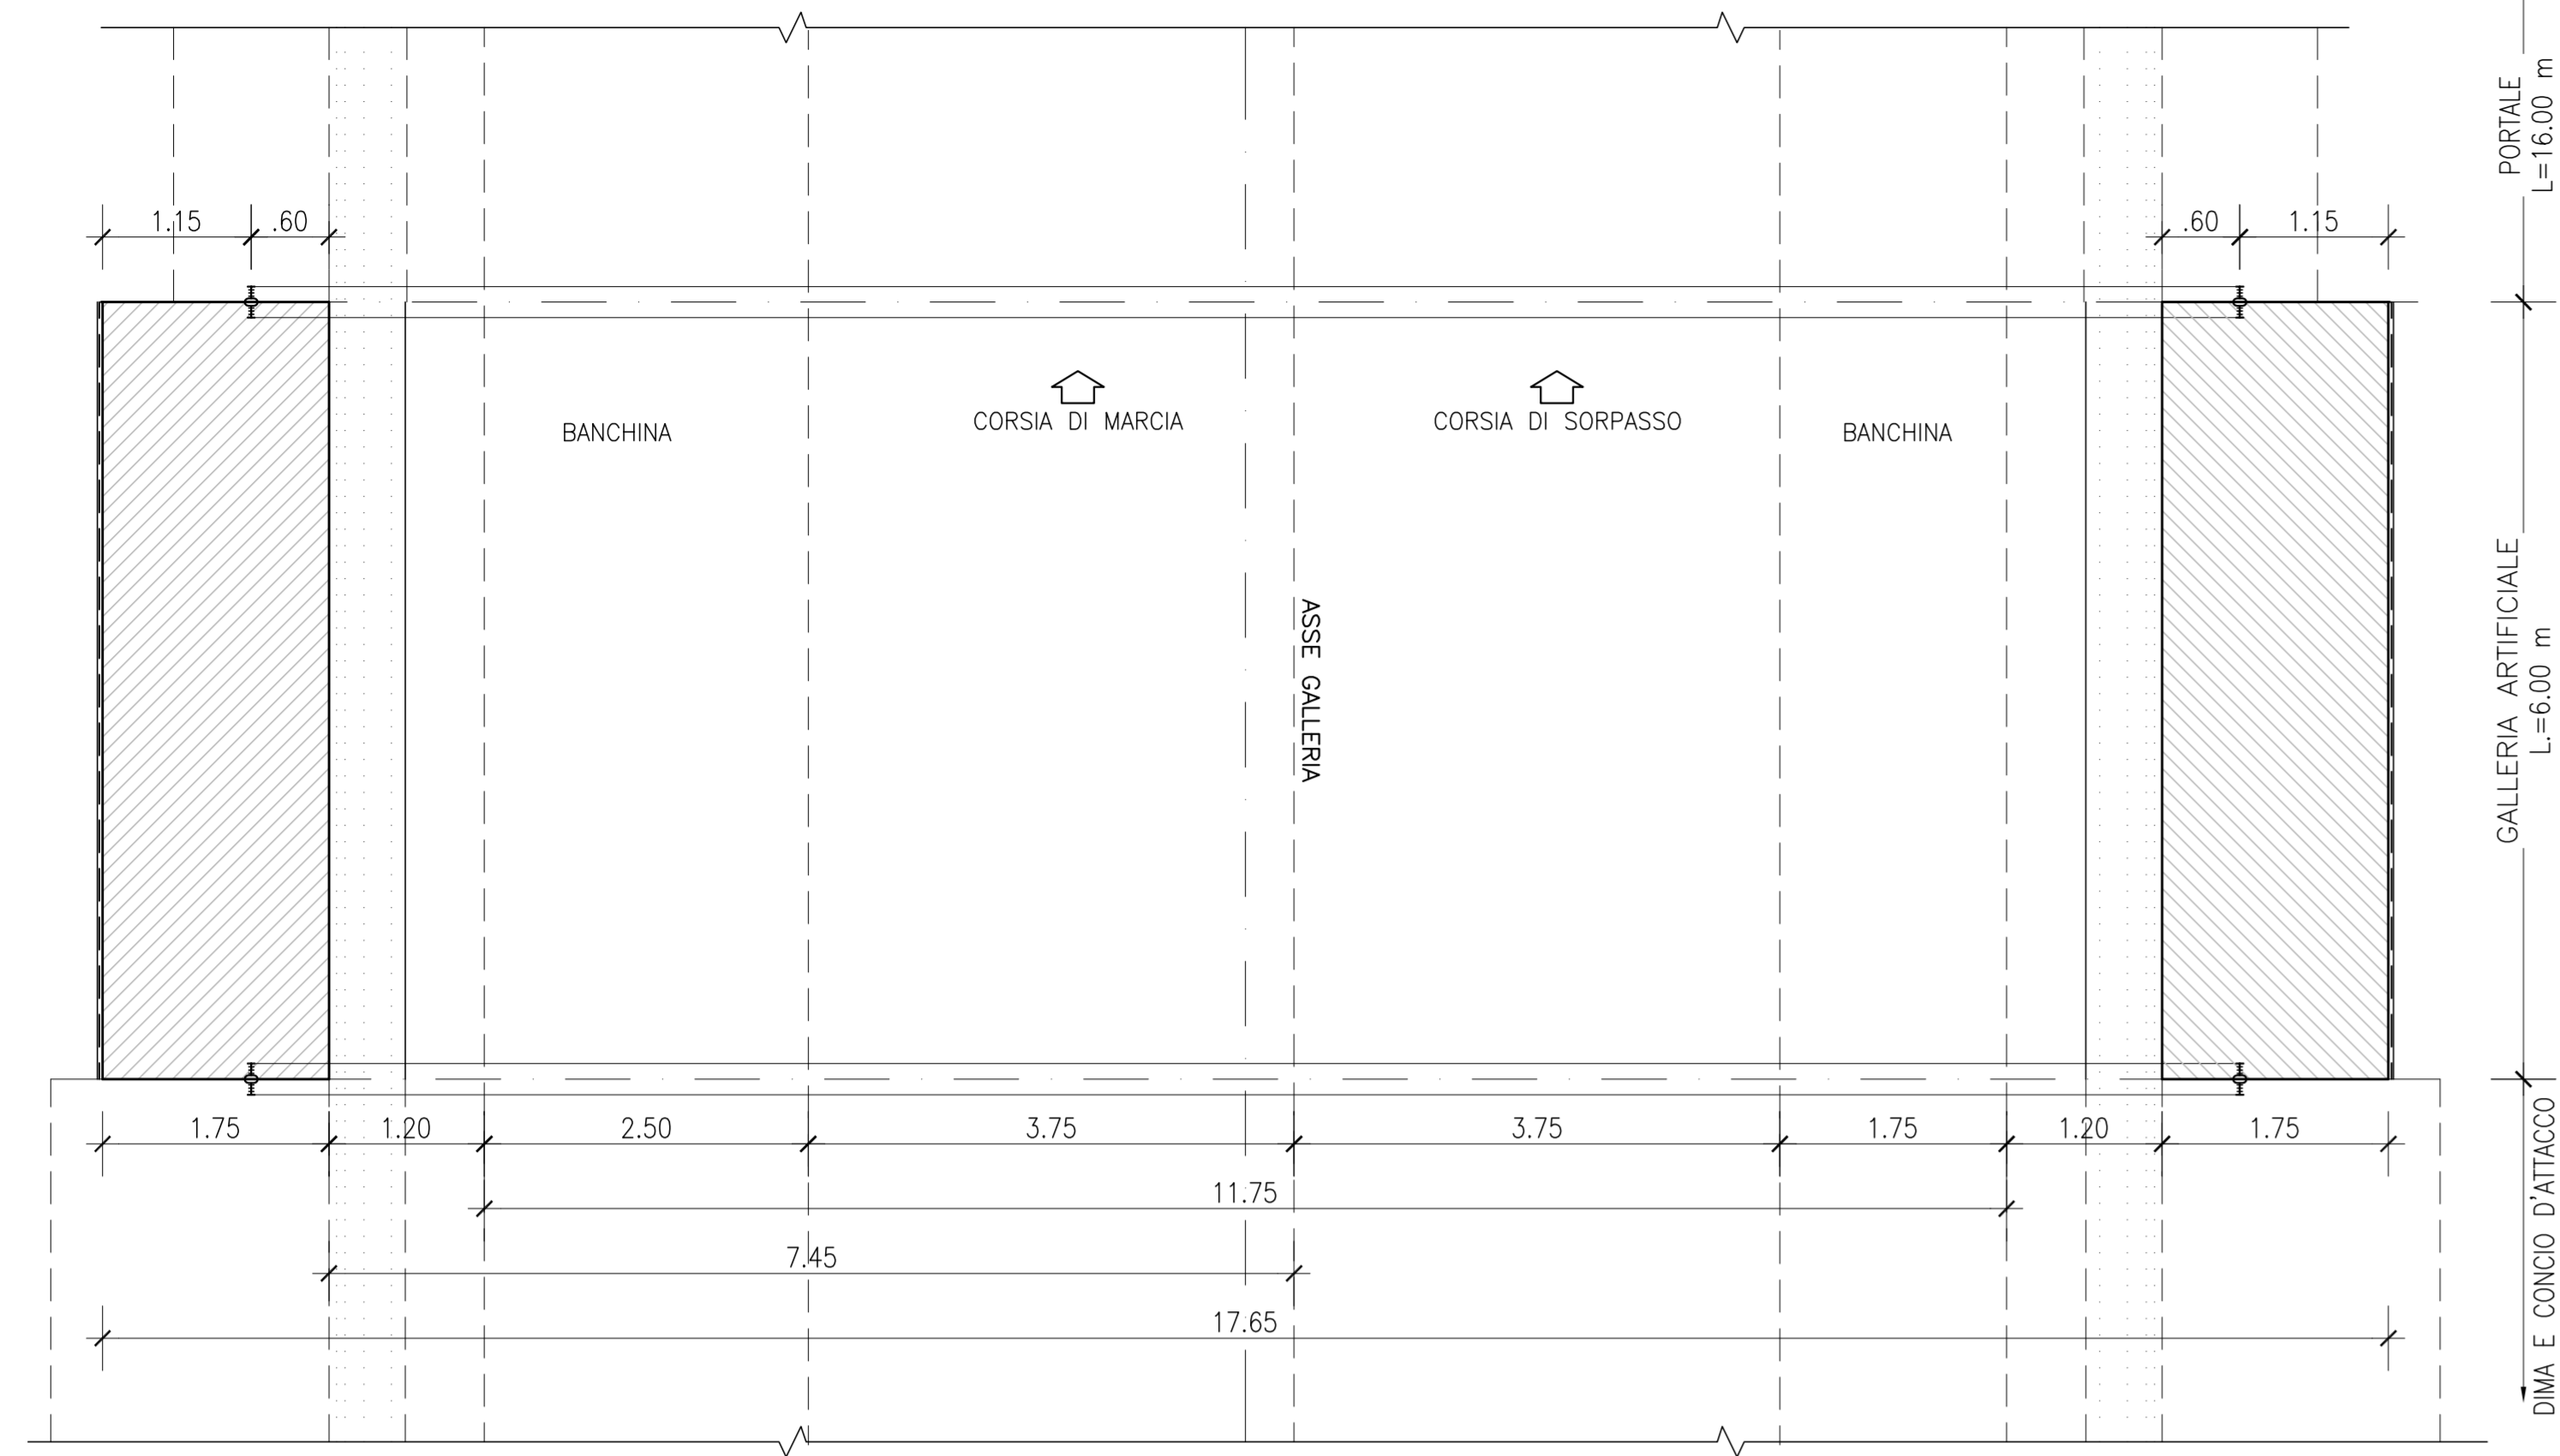 PORTALE
L=16.00 m
1.15
.60
.60
1.15
CORSIA DI MARCIA
CORSIA DI SORPASSO
BANCHINA
BANCHINA
ASSE GALLERIA
GALLERIA ARTIFICIALE
L.=6.00 m
1.75
1.20
2.50
3.75
3.75
1.75
1.20
1.75
11.75
7.45
17.65
DIMA E CONCIO D'ATTACCO